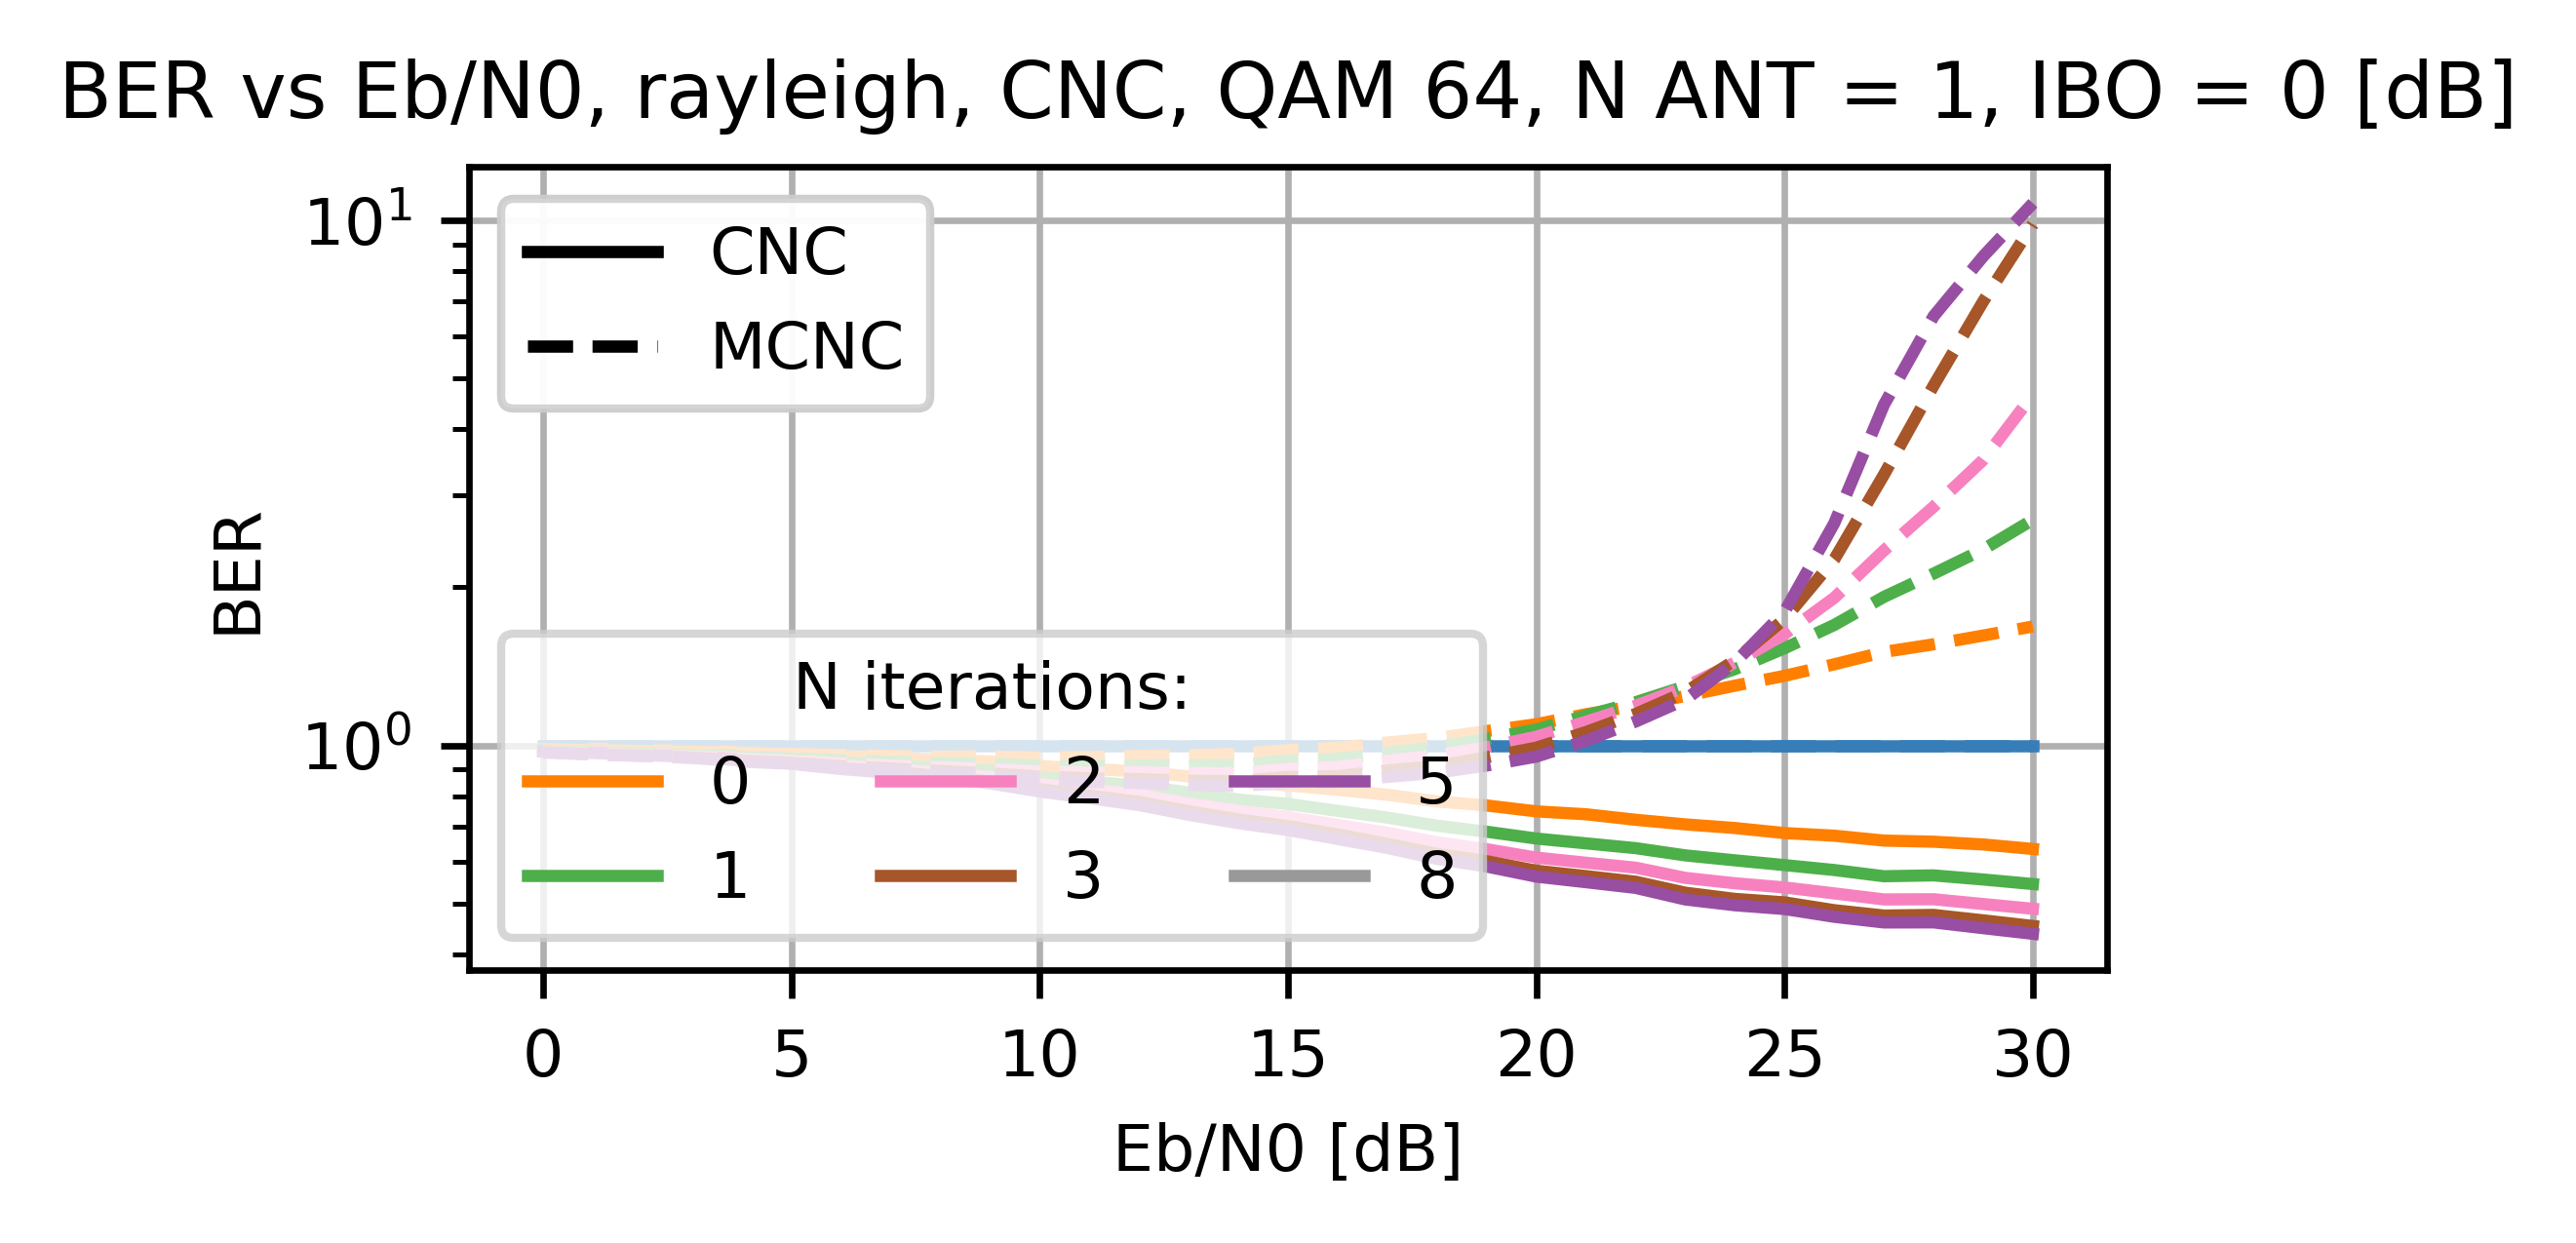 BER vs Eb/N0, rayleigh, CNC, QAM 64, N ANT = 1, IBO = 0 [dB]
10¹
10⁰
BER
CNC
MCNC
N iterations:
0 2 5
1 3 8
0 5 10 15 20 25 30
Eb/N0 [dB]